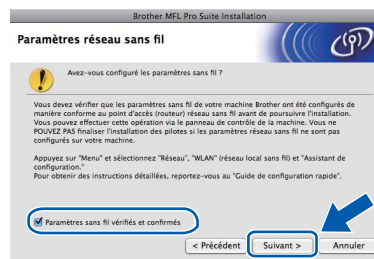 Brother MFL Pro Suite Installation
Paramètres réseau sans fil
Avez-vous configuré les paramètres sans fil ?
Vous devez vérifier que les paramètres sans fil de votre machine Brother ont été configurés de
manière conforme au point d'accès (routeur) réseau sans fil avant de poursuivre l'installation.
Vous pouvez effectuer cette opération via le panneau de contrôle de la machine. Vous ne
POUVEZ PAS finaliser l'installation des pilotes si les paramètres réseau sans fil ne sont pas
configurés sur votre machine.
Appuyez sur "Menu" et sélectionnez "Réseau", "WLAN" (réseau local sans fil) et "Assistant de
configuration."
Pour obtenir des instructions détaillées, reportez-vous au "Guide de configuration rapide".
Paramètres sans fil vérifiés et confirmés
< Précédent
Suivant >
Annuler